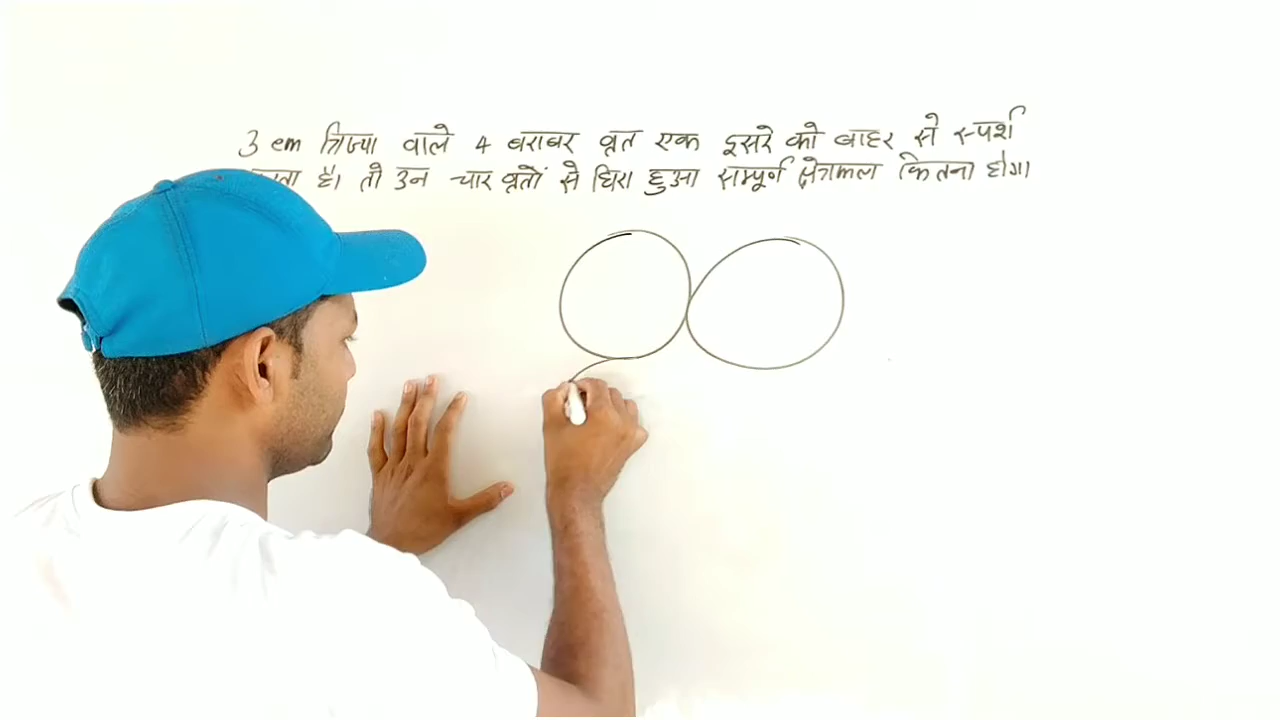 3 cm त्रिज्या वाले 4 बराबर वृत एक दूसरे को बाहर से स्पर्श
है। तो उन चार वृतों से घिरा हुआ सम्पूर्ण क्षेत्रफल कितना होगा।